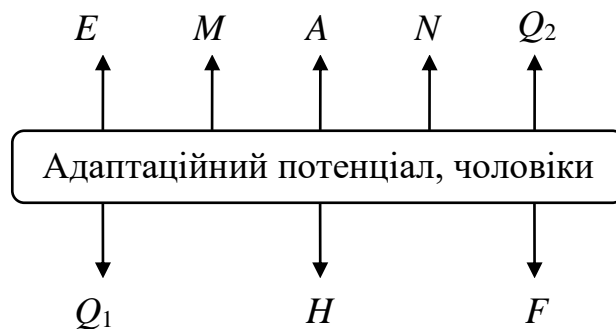 E M A N Q₂
Адаптаційний потенціал, чоловіки
Q₁ H F